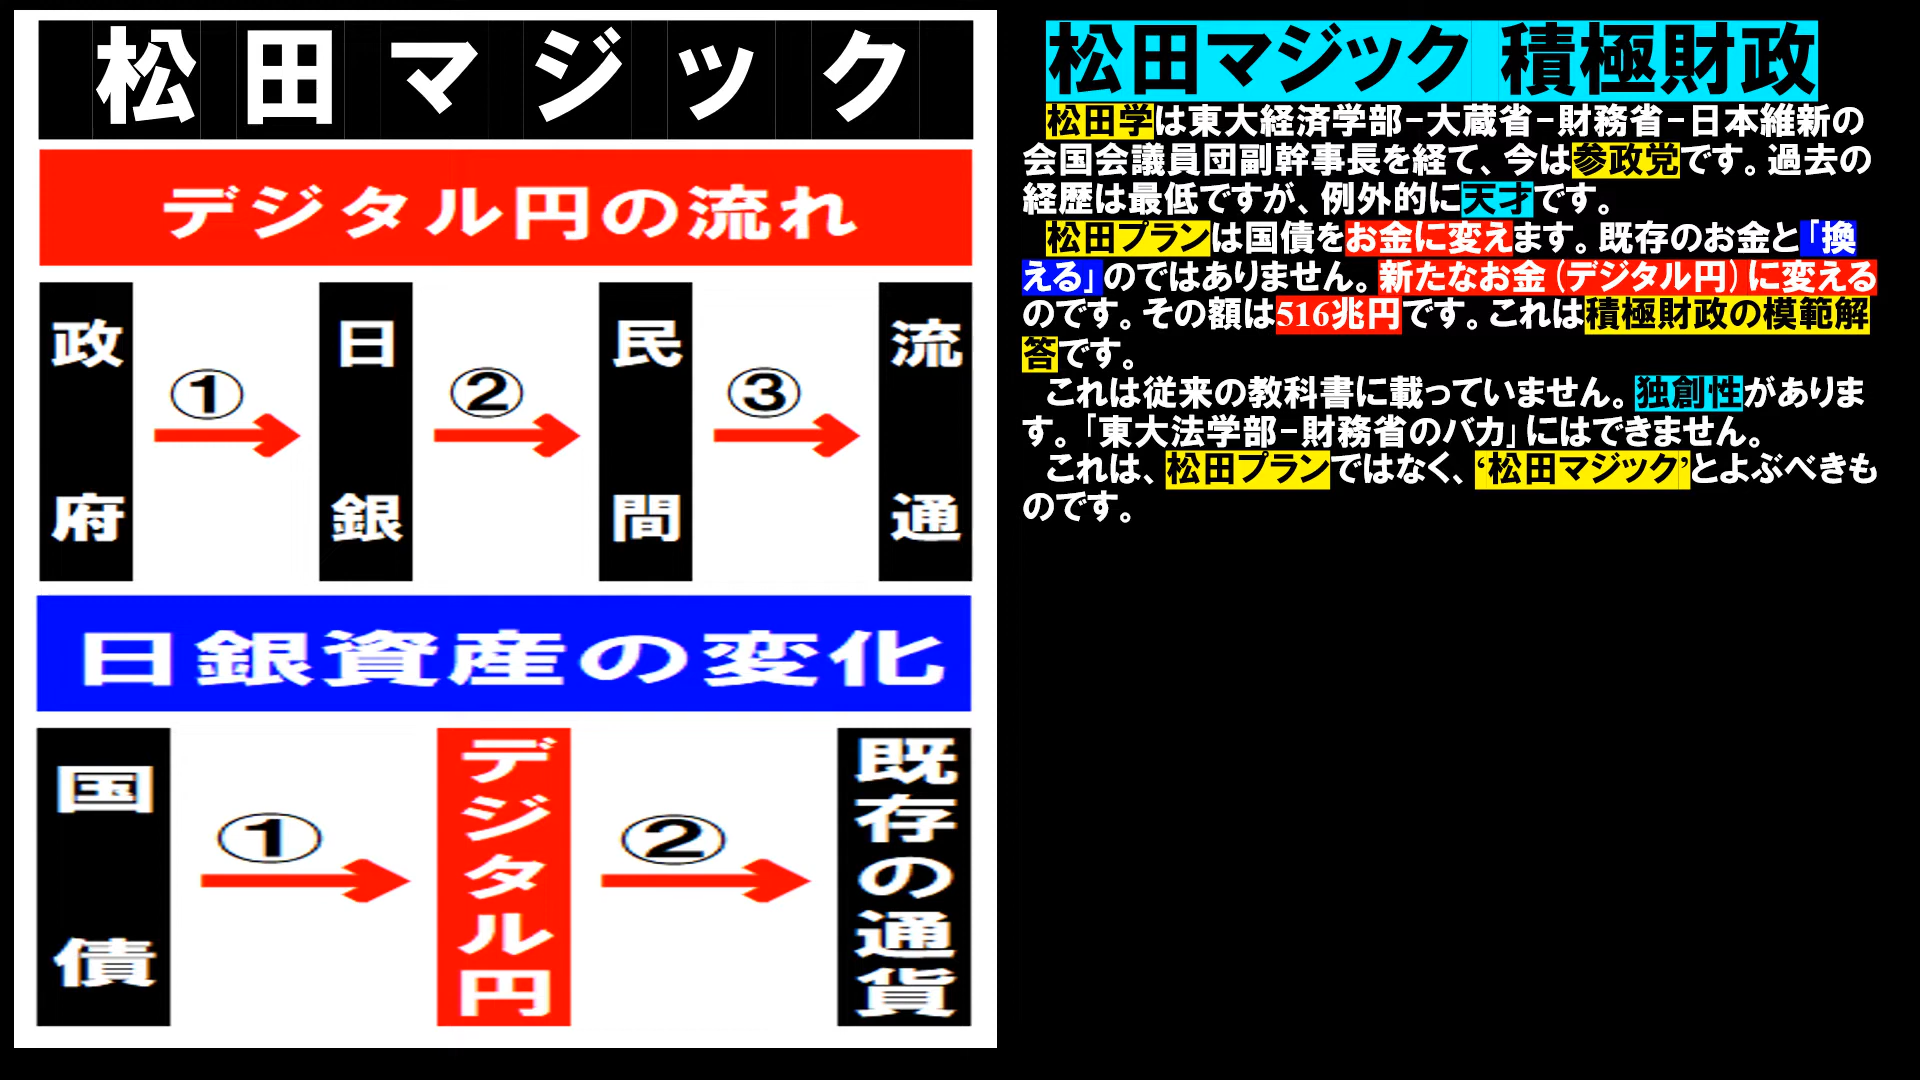 松田マジック
デジタル円の流れ
政府
①
日銀
②
民間
③
流通
日銀資産の変化
国債
①
デジタル円
②
既存の通貨
松田マジック 積極財政
松田学は東大経済学部-大蔵省-財務省-日本維新の
会国会議員団副幹事長を経て、今は参政党です。過去の
経歴は最低ですが、例外的に天才です。
松田プランは国債をお金に変えます。既存のお金と「換
える」のではありません。新たなお金(デジタル円)に変える
のです。その額は516兆円です。これは積極財政の模範解
答です。
これは従来の教科書に載っていません。独創性がありま
す。「東大法学部-財務省のバカ」にはできません。
これは、松田プランではなく、‘松田マジック’とよぶべきも
のです。